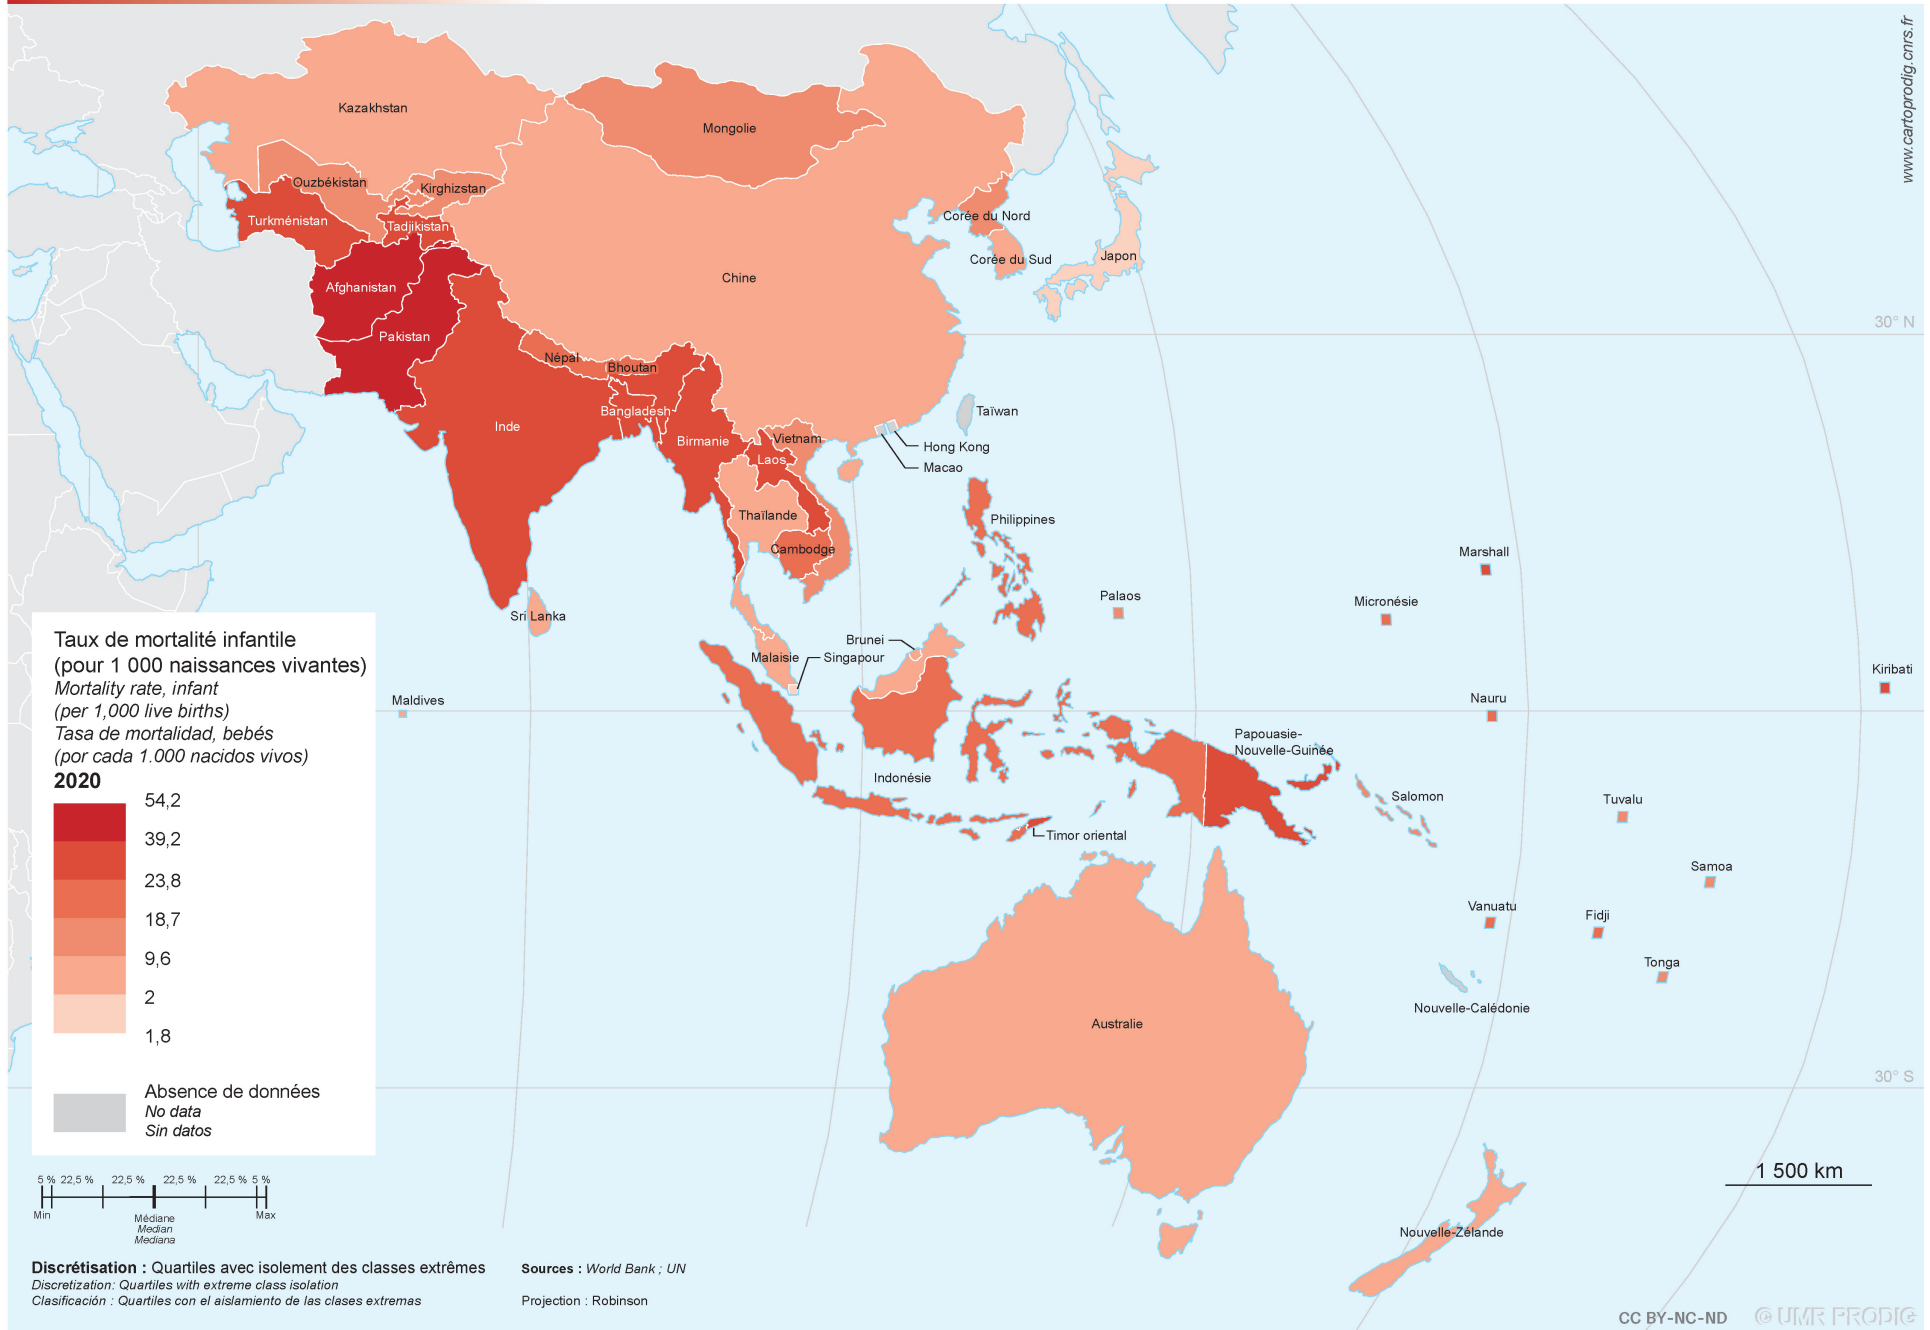 www.cartoprodig.cnrs.fr
Kazakhstan
Mongolie
Ouzbékistan
Kirghizstan
Turkménistan
Tadjikistan
Corée du Nord
Corée du Sud
Japon
Chine
Afghanistan
Pakistan
30° N
Népal
Bhoutan
Bangladesh
Inde
Birmanie
Vietnam
Laos
Taïwan
Hong Kong
Macao
Thaïlande
Cambodge
Philippines
Marshall
Palaos
Micronésie
Sri Lanka
Brunei
Malaisie
Singapour
Kiribati
Maldives
Nauru
Papouasie-
Nouvelle-Guinée
Indonésie
Salomon
Tuvalu
Timor oriental
Samoa
Vanuatu
Fidji
Tonga
Nouvelle-Calédonie
Australie
30° S
Nouvelle-Zélande
1 500 km
Taux de mortalité infantile
(pour 1 000 naissances vivantes)
Mortality rate, infant
(per 1,000 live births)
Tasa de mortalidad, bebés
(por cada 1.000 nacidos vivos)
2020
54,2
39,2
23,8
18,7
9,6
2
1,8
Absence de données
No data
Sin datos
5 % 22,5 % 22,5 % 22,5 % 22,5 % 5 %
Min Max
Médiane
Median
Mediana
Discrétisation : Quartiles avec isolement des classes extrêmes
Discretization: Quartiles with extreme class isolation
Clasificación : Quartiles con el aislamiento de las clases extremas
Sources : World Bank ; UN
Projection : Robinson
CC BY-NC-ND © UMR PRODIG